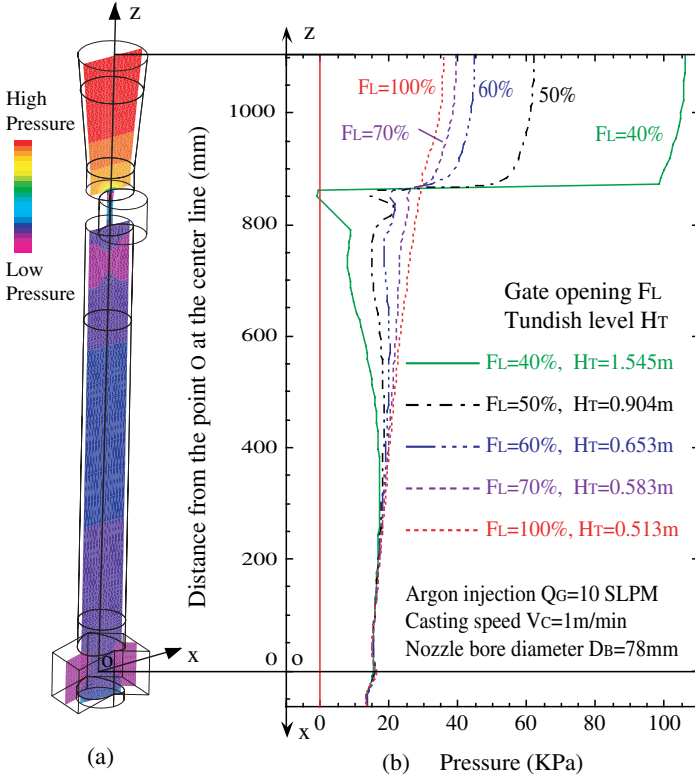 z
High
Pressure
Low
Pressure
O
x
(a)
Distance from the point O at the center line (mm)
z
1000
800
600
400
200
0
O
x
FL=100%
FL=70%
60%
50%
FL=40%
Gate opening FL
Tundish level HT
FL=40%, HT=1.545m
FL=50%, HT=0.904m
FL=60%, HT=0.653m
FL=70%, HT=0.583m
FL=100%, HT=0.513m
Argon injection QG=10 SLPM
Casting speed VC=1m/min
Nozzle bore diameter DB=78mm
0 20 40 60 80 100
(b) Pressure (KPa)